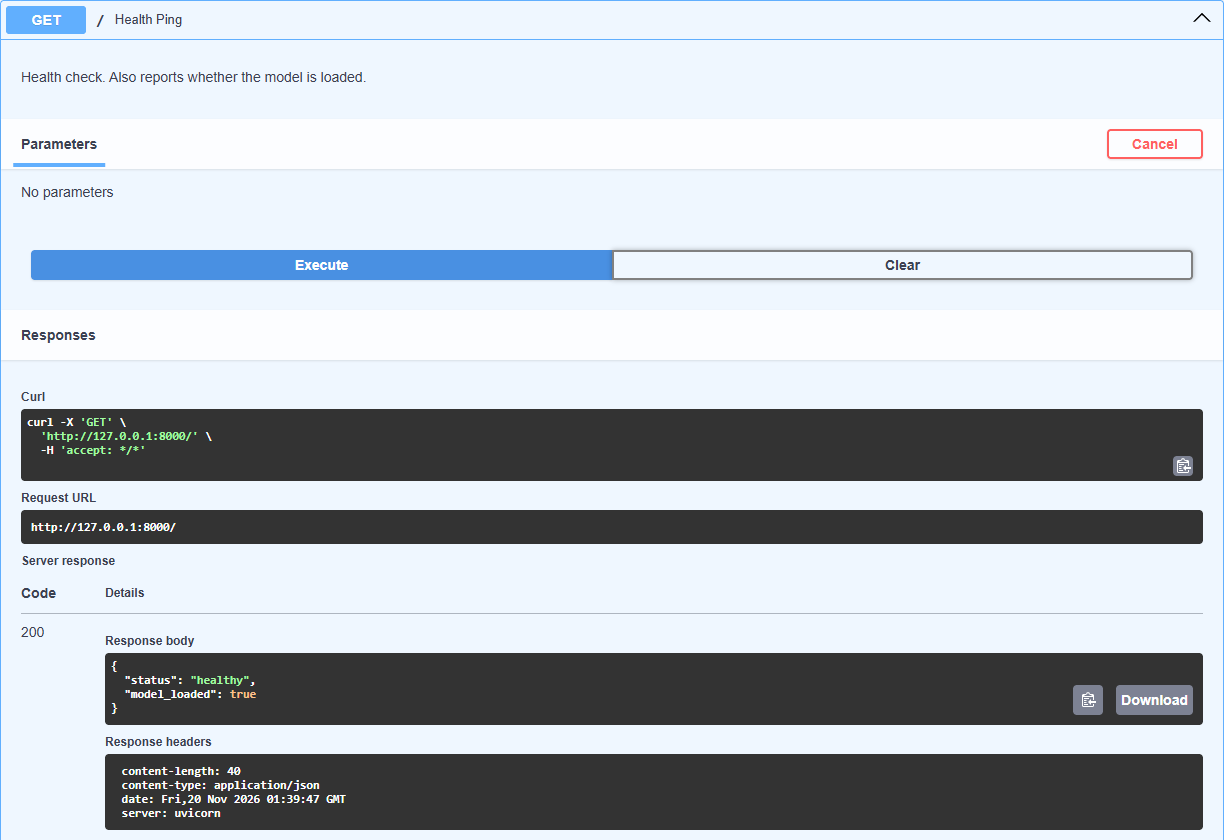 GET / Health Ping
Health check. Also reports whether the model is loaded.
Parameters
Cancel
No parameters
Execute
Clear
Responses
Curl
curl -X 'GET' \
  'http://127.0.0.1:8000/' \
  -H 'accept: */*'
Request URL
http://127.0.0.1:8000/
Server response
Code Details
200
Response body
{
  "status": "healthy",
  "model_loaded": true
}
Download
Response headers
content-length: 40
content-type: application/json
date: Fri,20 Nov 2026 01:39:47 GMT
server: uvicorn